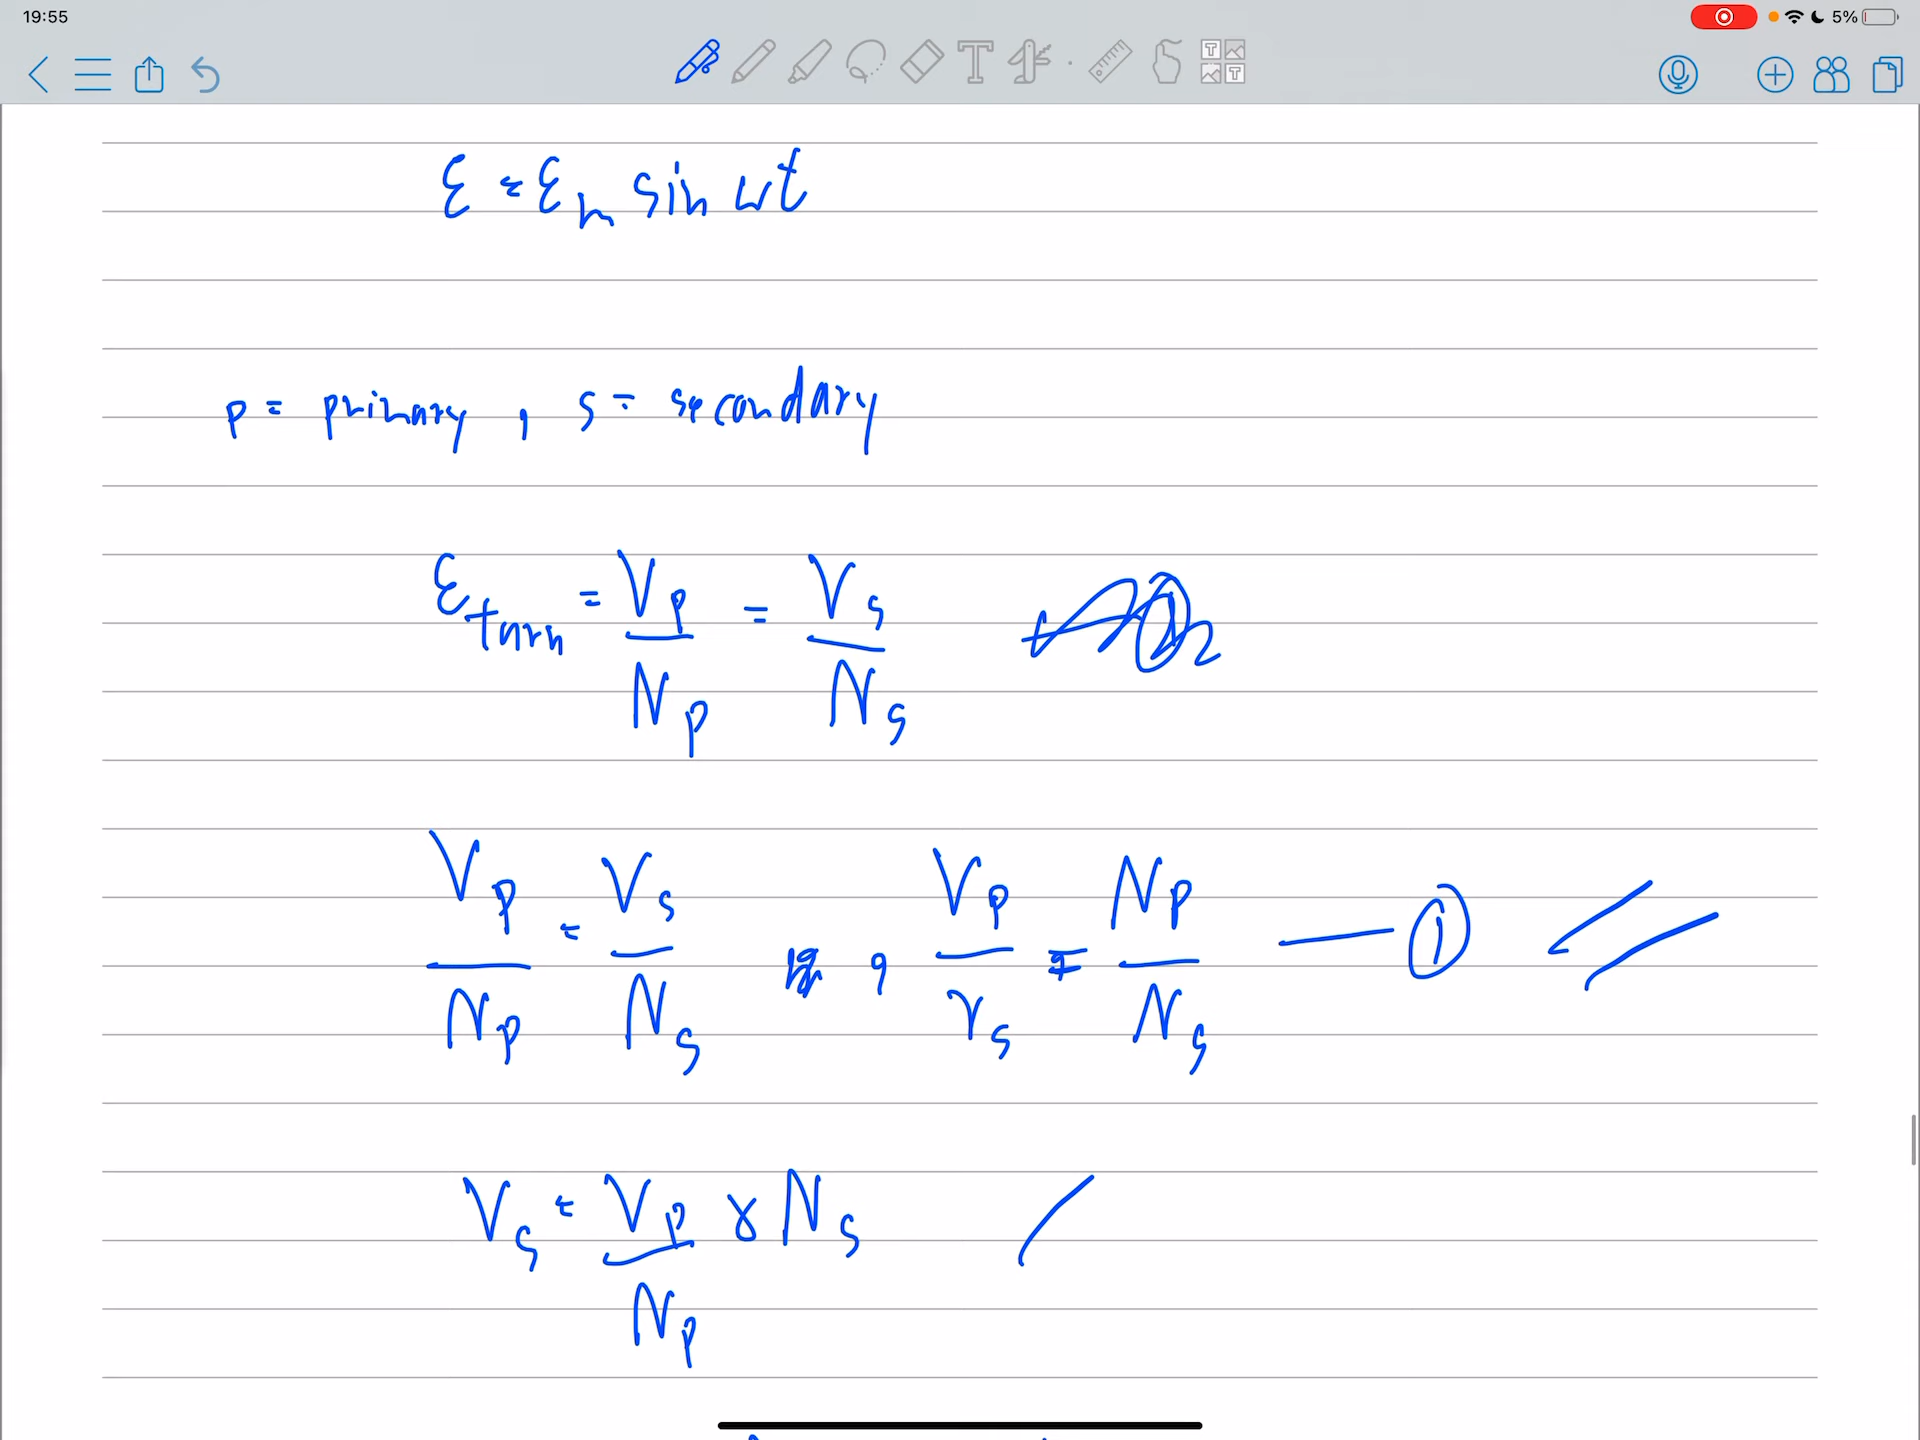 19:55
5%
ε = εm sin ωt
p = primary, s = secondary
εturn = Vp/Np = Vs/Ns
Vp/Np = Vs/Ns , Vp/Vs = Np/Ns — ①
Vs = Vp/Np × Ns